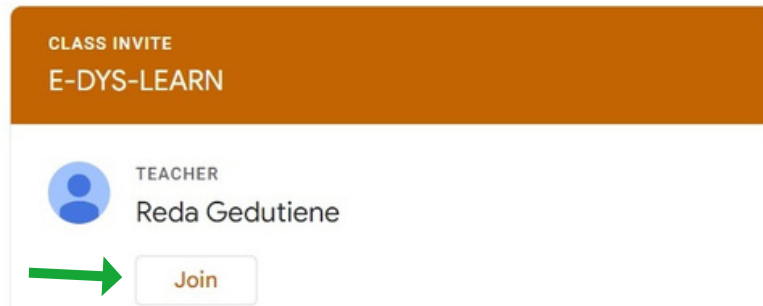 CLASS INVITE
E-DYS-LEARN
TEACHER
Reda Gedutiene
Join